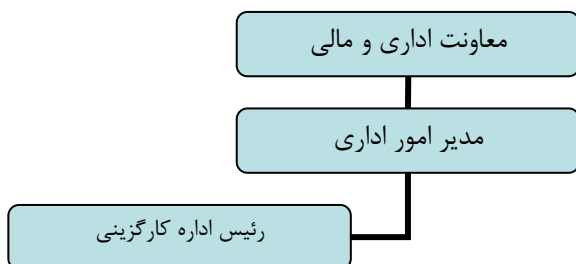 معاونت اداری و مالی
مدیر امور اداری
رئیس اداره کارگزینی